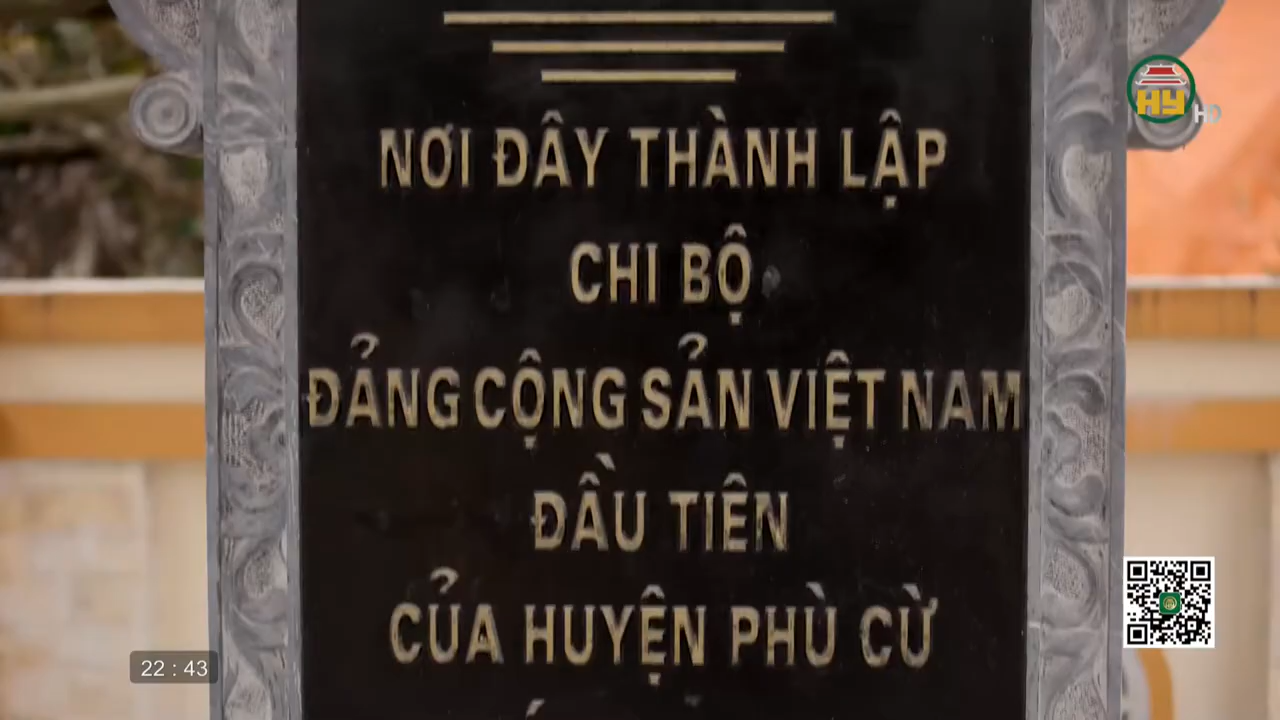 HY HD
NƠI ĐÂY THÀNH LẬP
CHI BỘ
ĐẢNG CỘNG SẢN VIỆT NAM
ĐẦU TIÊN
CỦA HUYỆN PHÙ CỪ
22 : 43